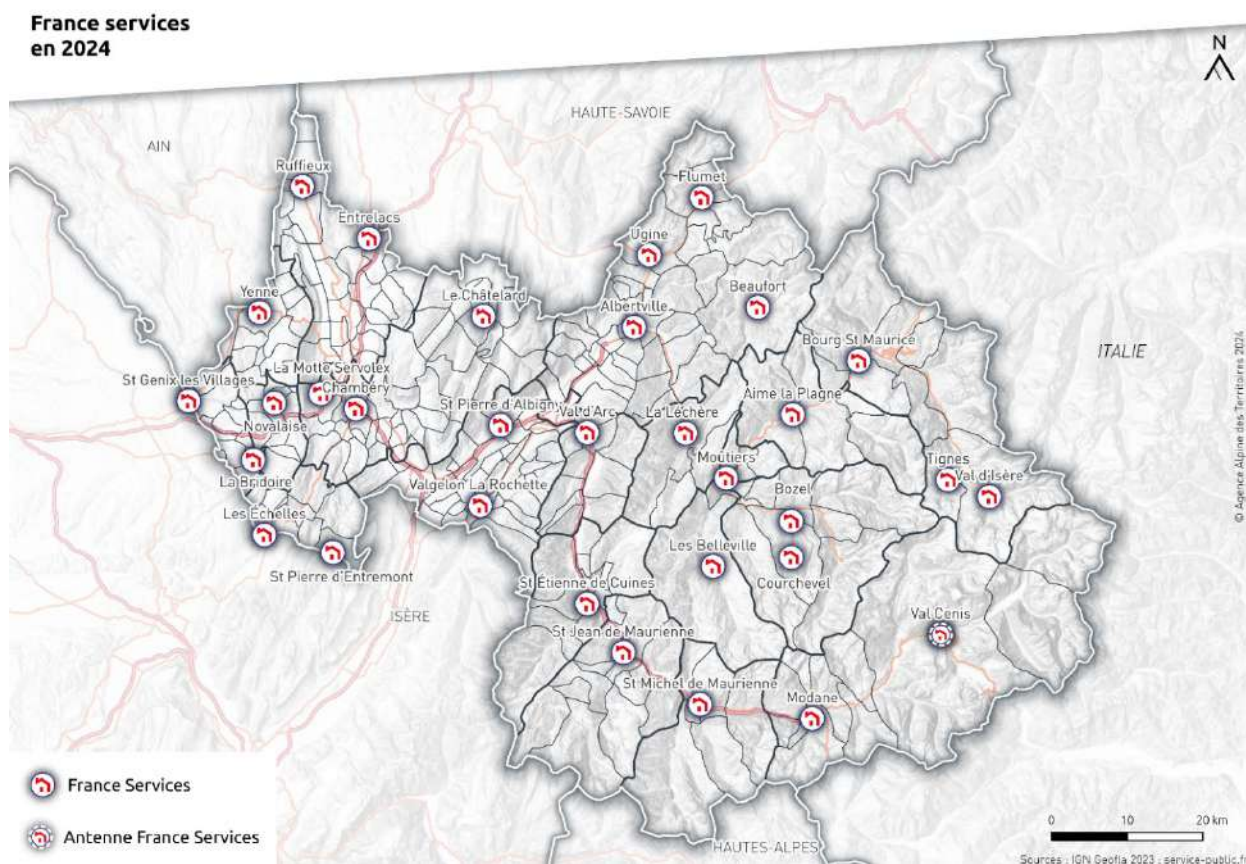 France services
en 2024
N
HAUTE-SAVOIE
AIN
Ruffieux
Flumet
Entrelacs
Ugine
Beaufort
Yenne
Le Châtelard
Albertville
Bourg St Maurice
ITALIE
La Motte Servolex
St Genix les Villages
Chambéry
Aime la Plagne
St Pierre d'Albigny
Val d'Arc
La Léchère
Novalaise
Moûtiers
Tignes
Val d'Isère
La Bridoire
Valgelon La Rochette
Bozel
Les Échelles
Les Belleville
St Pierre d'Entremont
St Étienne de Cuines
Courchevel
ISÈRE
Val Cenis
St Jean de Maurienne
St Michel de Maurienne
Modane
France Services
Antenne France Services
HAUTES-ALPES
0 10 20 km
Sources : IGN Geofla 2023 ; service-public.fr
© Agence Alpine des Territoires 2024